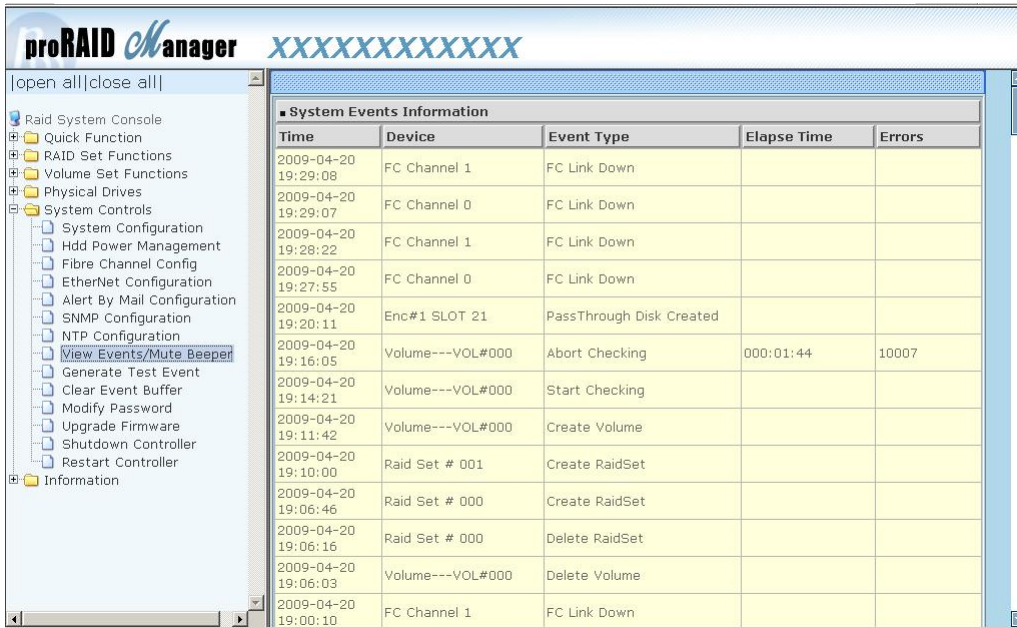 proRAID Manager XXXXXXXXXXXX
|open all|close all|
Raid System Console
Quick Function
RAID Set Functions
Volume Set Functions
Physical Drives
System Controls
System Configuration
Hdd Power Management
Fibre Channel Config
EtherNet Configuration
Alert By Mail Configuration
SNMP Configuration
NTP Configuration
View Events/Mute Beeper
Generate Test Event
Clear Event Buffer
Modify Password
Upgrade Firmware
Shutdown Controller
Restart Controller
Information
System Events Information
Time Device Event Type Elapse Time Errors
2009-04-20
19:29:08 FC Channel 1 FC Link Down
2009-04-20
19:29:07 FC Channel 0 FC Link Down
2009-04-20
19:28:22 FC Channel 1 FC Link Down
2009-04-20
19:27:55 FC Channel 0 FC Link Down
2009-04-20
19:20:11 Enc#1 SLOT 21 PassThrough Disk Created
2009-04-20
19:16:05 Volume---VOL#000 Abort Checking 000:01:44 10007
2009-04-20
19:14:21 Volume---VOL#000 Start Checking
2009-04-20
19:11:42 Volume---VOL#000 Create Volume
2009-04-20
19:10:00 Raid Set # 001 Create RaidSet
2009-04-20
19:06:46 Raid Set # 000 Create RaidSet
2009-04-20
19:06:16 Raid Set # 000 Delete RaidSet
2009-04-20
19:06:03 Volume---VOL#000 Delete Volume
2009-04-20
19:00:10 FC Channel 1 FC Link Down